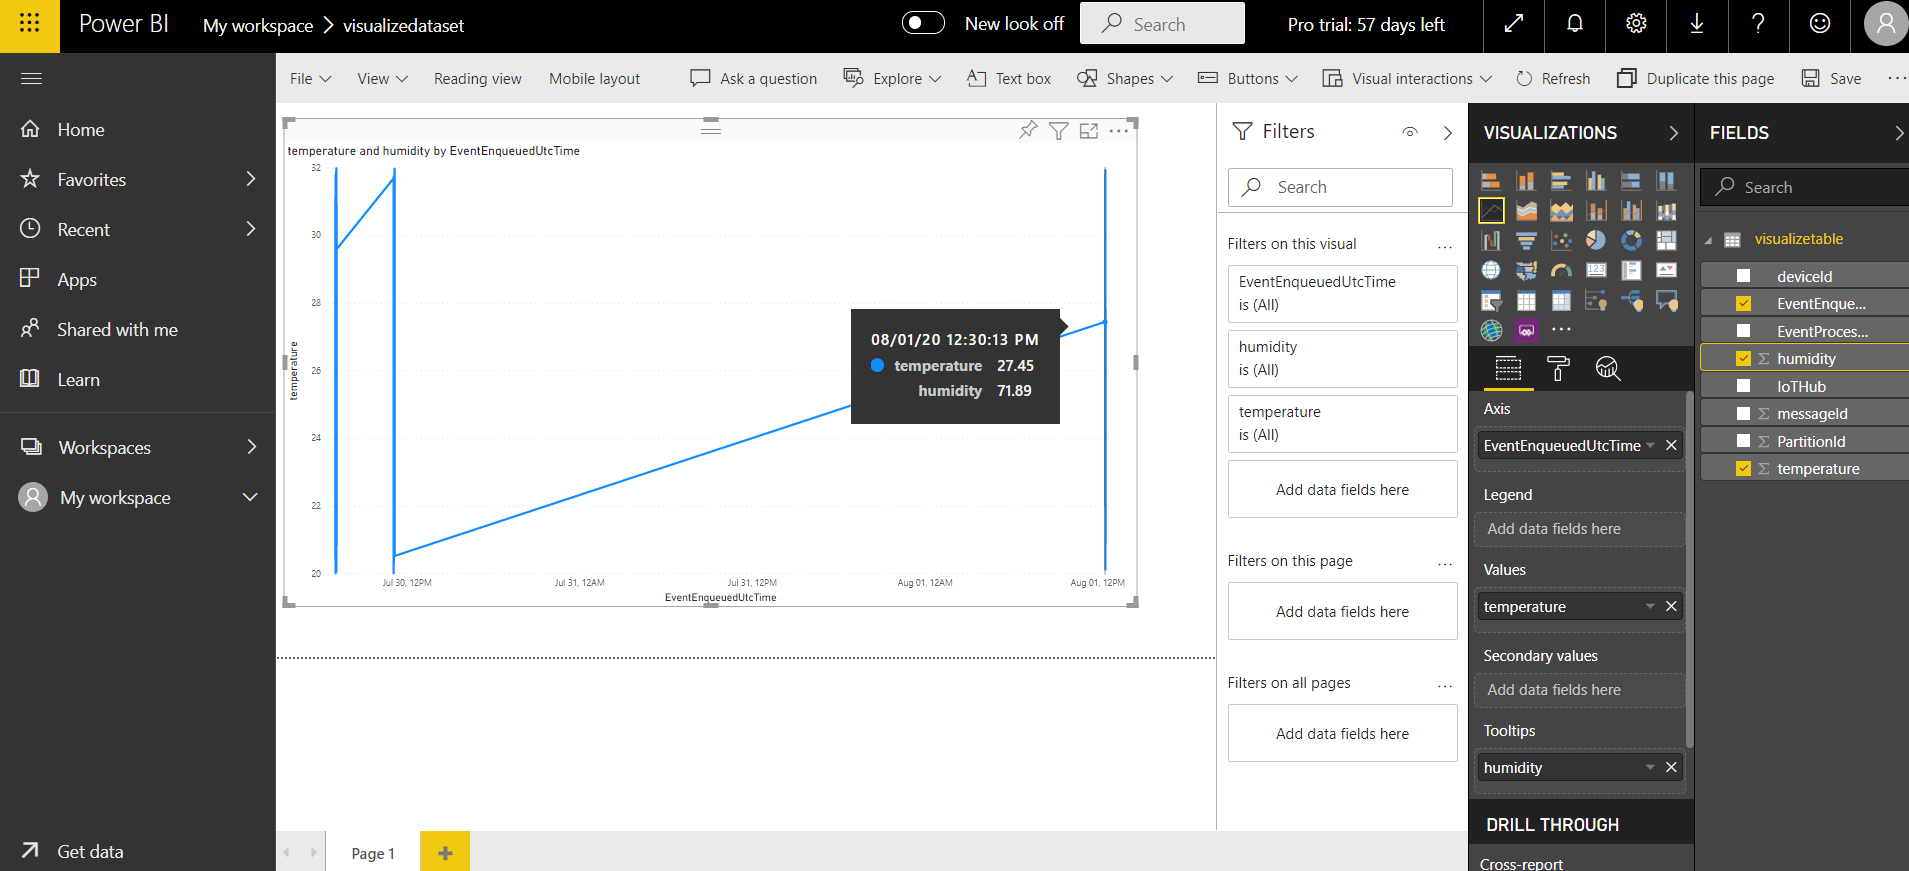 Power BI
My workspace > visualizedataset
New look off
Search
Pro trial: 57 days left
File
View
Reading view
Mobile layout
Ask a question
Explore
Text box
Shapes
Buttons
Visual interactions
Refresh
Duplicate this page
Save
Home
Favorites
Recent
Apps
Shared with me
Learn
Workspaces
My workspace
Get data
temperature and humidity by EventEnqueuedUtcTime
32
30
28
26
24
22
20
temperature
08/01/20 12:30:13 PM
temperature 27.45
humidity 71.89
Jul 30, 12PM
Jul 31, 12AM
Jul 31, 12PM
Aug 01, 12AM
Aug 01, 12PM
EventEnqueuedUtcTime
Page 1
Filters
Search
Filters on this visual
EventEnqueuedUtcTime
is (All)
humidity
is (All)
temperature
is (All)
Add data fields here
Filters on this page
Add data fields here
Filters on all pages
Add data fields here
VISUALIZATIONS
123
Axis
EventEnqueuedUtcTime
Legend
Add data fields here
Values
temperature
Secondary values
Add data fields here
Tooltips
humidity
DRILL THROUGH
Cross-report
FIELDS
Search
visualizetable
deviceId
EventEnque...
EventProces...
humidity
IoTHub
messageId
PartitionId
temperature